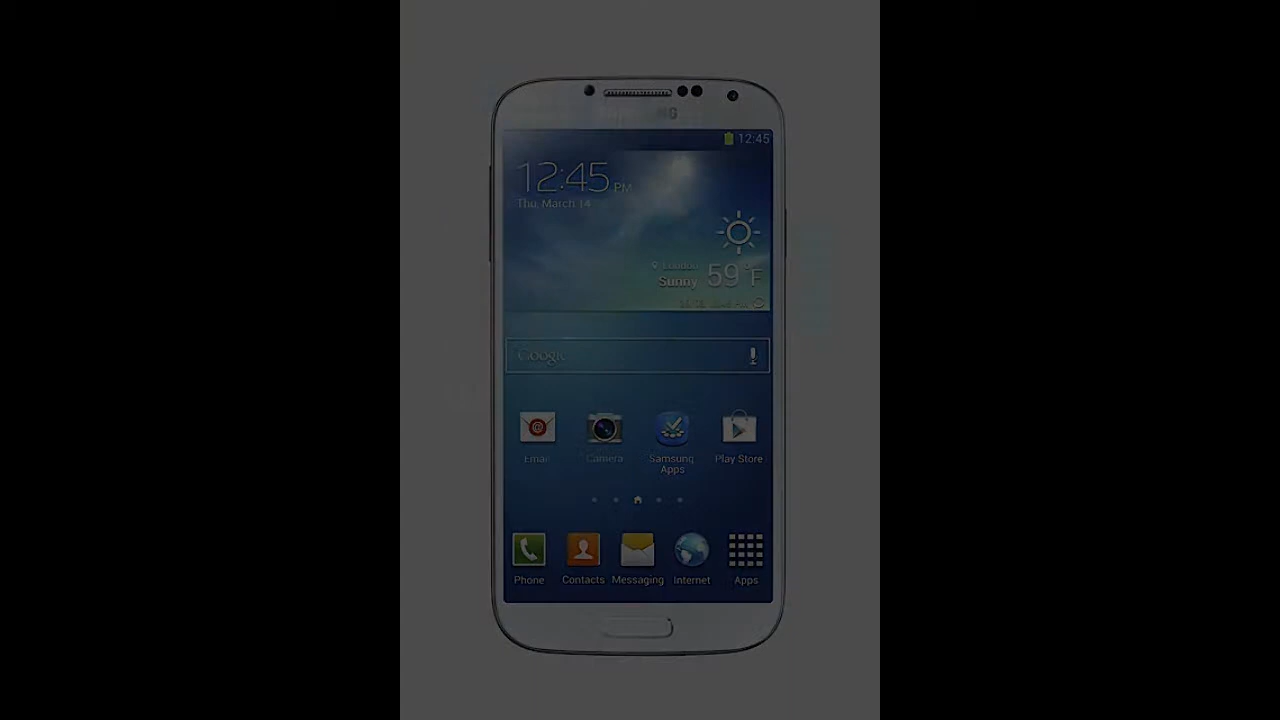 12:45
12:45 PM
Thu, March 14
London
Sunny 59°F
Google
Email Camera Samsung Apps Play Store
Phone Contacts Messaging Internet Apps